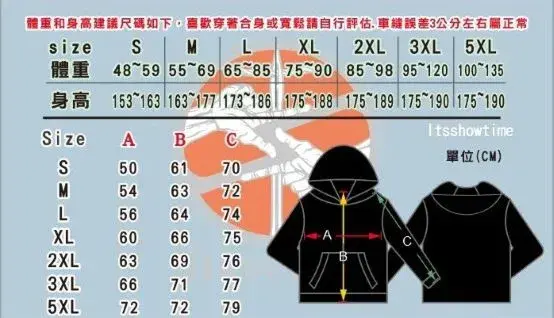 體重和身高建議尺碼如下，喜歡穿著合身或寬鬆請自行評估.車縫誤差3公分左右屬正常
size S M L XL 2XL 3XL 5XL
體重 48~59 55~69 65~85 75~90 85~98 95~120 100~135
身高 153~163 163~177 173~186 175~188 175~189 175~190 175~190
Itsshowtime
Size A B C
單位(CM)
S 50 61 70
M 54 63 72
L 56 64 74
XL 60 66 75
2XL 63 69 76
3XL 66 71 77
5XL 72 72 79
A
B
C